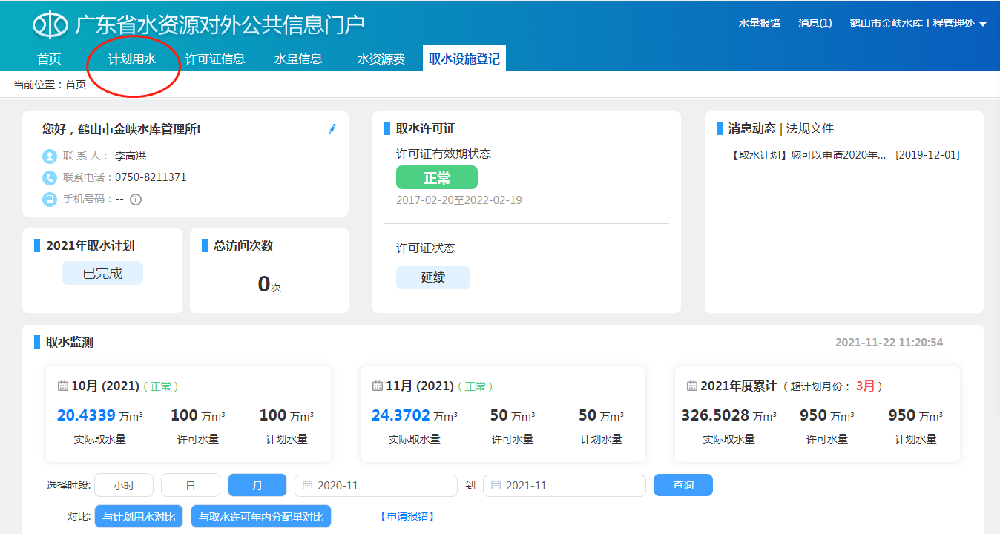 广东省水资源对外公共信息门户
水量报错 消息(1) 鹤山市金峡水库工程管理处
首页 计划用水 许可证信息 水量信息 水资源费 取水设施登记
当前位置：首页
您好，鹤山市金峡水库管理所!
联 系 人： 李高洪
联系电话：0750-8211371
手机号码：--
2021年取水计划
已完成
总访问次数
0次
取水许可证
许可证有效期状态
正常
2017-02-20至2022-02-19
许可证状态
延续
消息动态 | 法规文件
【取水计划】您可以申请2020年... [2019-12-01]
取水监测
2021-11-22 11:20:54
10月 (2021) （ 正常 ）
20.4339 万m³ 100 万m³ 100 万m³
实际取水量 许可水量 计划水量
11月 (2021) （ 正常 ）
24.3702 万m³ 50 万m³ 50 万m³
实际取水量 许可水量 计划水量
2021年度累计 （ 超计划月份： 3月 ）
326.5028 万m³ 950 万m³ 950 万m³
实际取水量 许可水量 计划水量
选择时段: 小时 日 月 2020-11 到 2021-11 查询
对比: 与计划用水对比 与取水许可年内分配量对比 【申请报错】